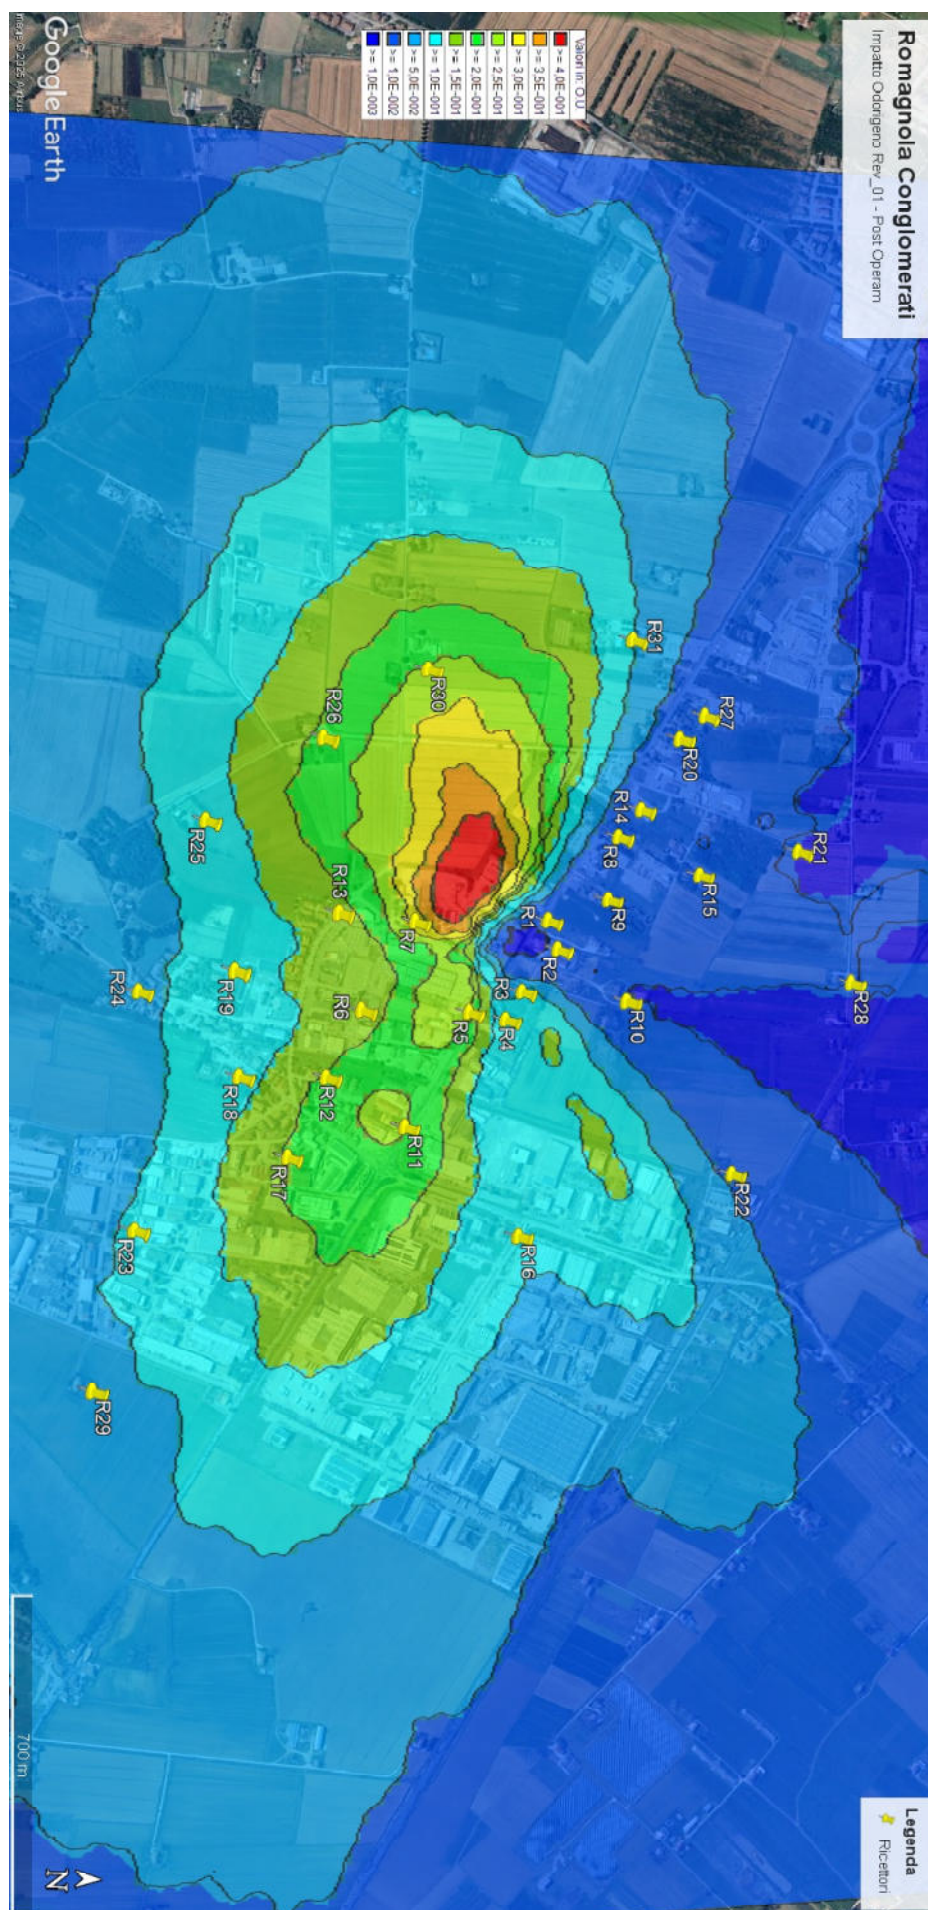 Romagnola Conglomerati
Impatto Odorigeno Rev_01 - Post Operam
Legenda
Ricettori
Valori in: O.U.
>= 4,0E-001
>= 3,5E-001
>= 3,0E-001
>= 2,5E-001
>= 2,0E-001
>= 1,5E-001
>= 1,0E-001
>= 5,0E-002
>= 1,0E-002
>= 1,0E-003
R28
R21
R22
R27
R15
R20
R31
R14
R8
R9
R10
R1
R2
R3
R4
R16
R5
R30
R7
R11
R6
R26
R13
R12
R17
R25
R19
R18
R24
R23
R29
Google Earth
Image © 2025 Airbus
700 m
N